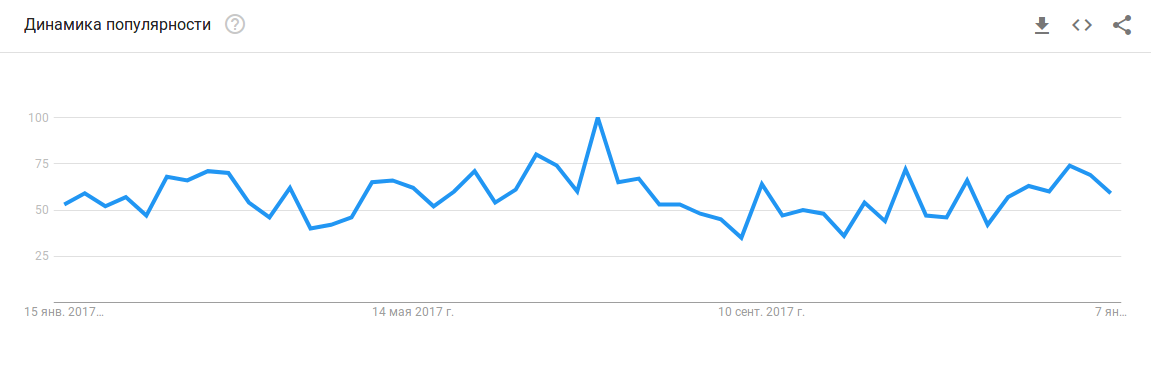 Динамика популярности
100
75
50
25
15 янв. 2017…
14 мая 2017 г.
10 сент. 2017 г.
7 ян…